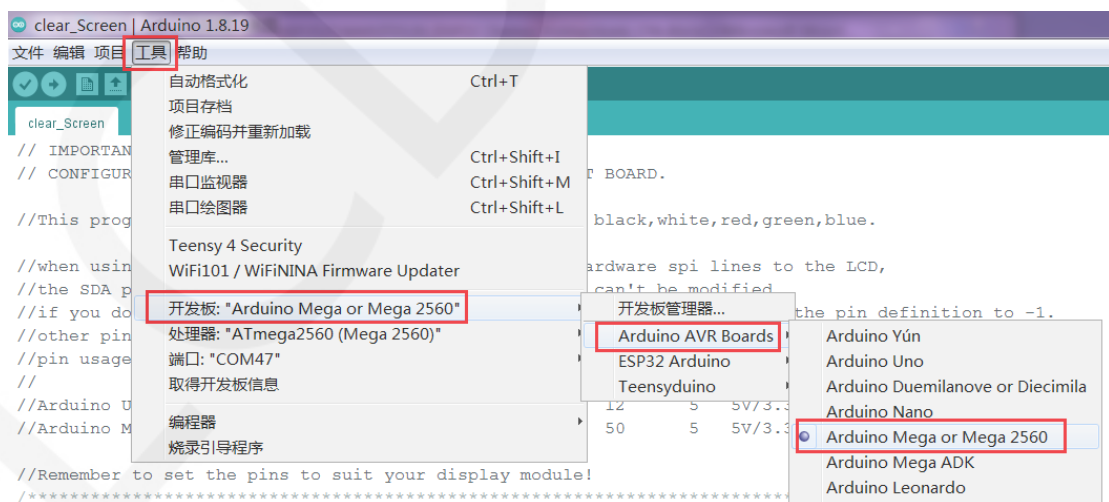 clear_Screen | Arduino 1.8.19
文件 编辑 项目 工具 帮助
自动格式化 Ctrl+T
项目存档
clear_Screen
修正编码并重新加载
// IMPORTAN
管理库... Ctrl+Shift+I
// CONFIGUR T BOARD.
串口监视器 Ctrl+Shift+M
串口绘图器 Ctrl+Shift+L
//This prog black,white,red,green,blue.
Teensy 4 Security
//when usin ardware spi lines to the LCD,
WiFi101 / WiFiNINA Firmware Updater
//the SDA p can't be modified
//if you do the pin definition to -1.
开发板: "Arduino Mega or Mega 2560" 开发板管理器...
//other pin
处理器: "ATmega2560 (Mega 2560)" Arduino AVR Boards Arduino Yún
//pin usage
端口: "COM47" ESP32 Arduino Arduino Uno
//
取得开发板信息 Teensyduino Arduino Duemilanove or Diecimila
//Arduino U 12 5 5V/3.3
Arduino Nano
编程器
//Arduino M 50 5 5V/3.3
Arduino Mega or Mega 2560
烧录引导程序
Arduino Mega ADK
//Remember to set the pins to suit your display module!
Arduino Leonardo
/******************************************************************